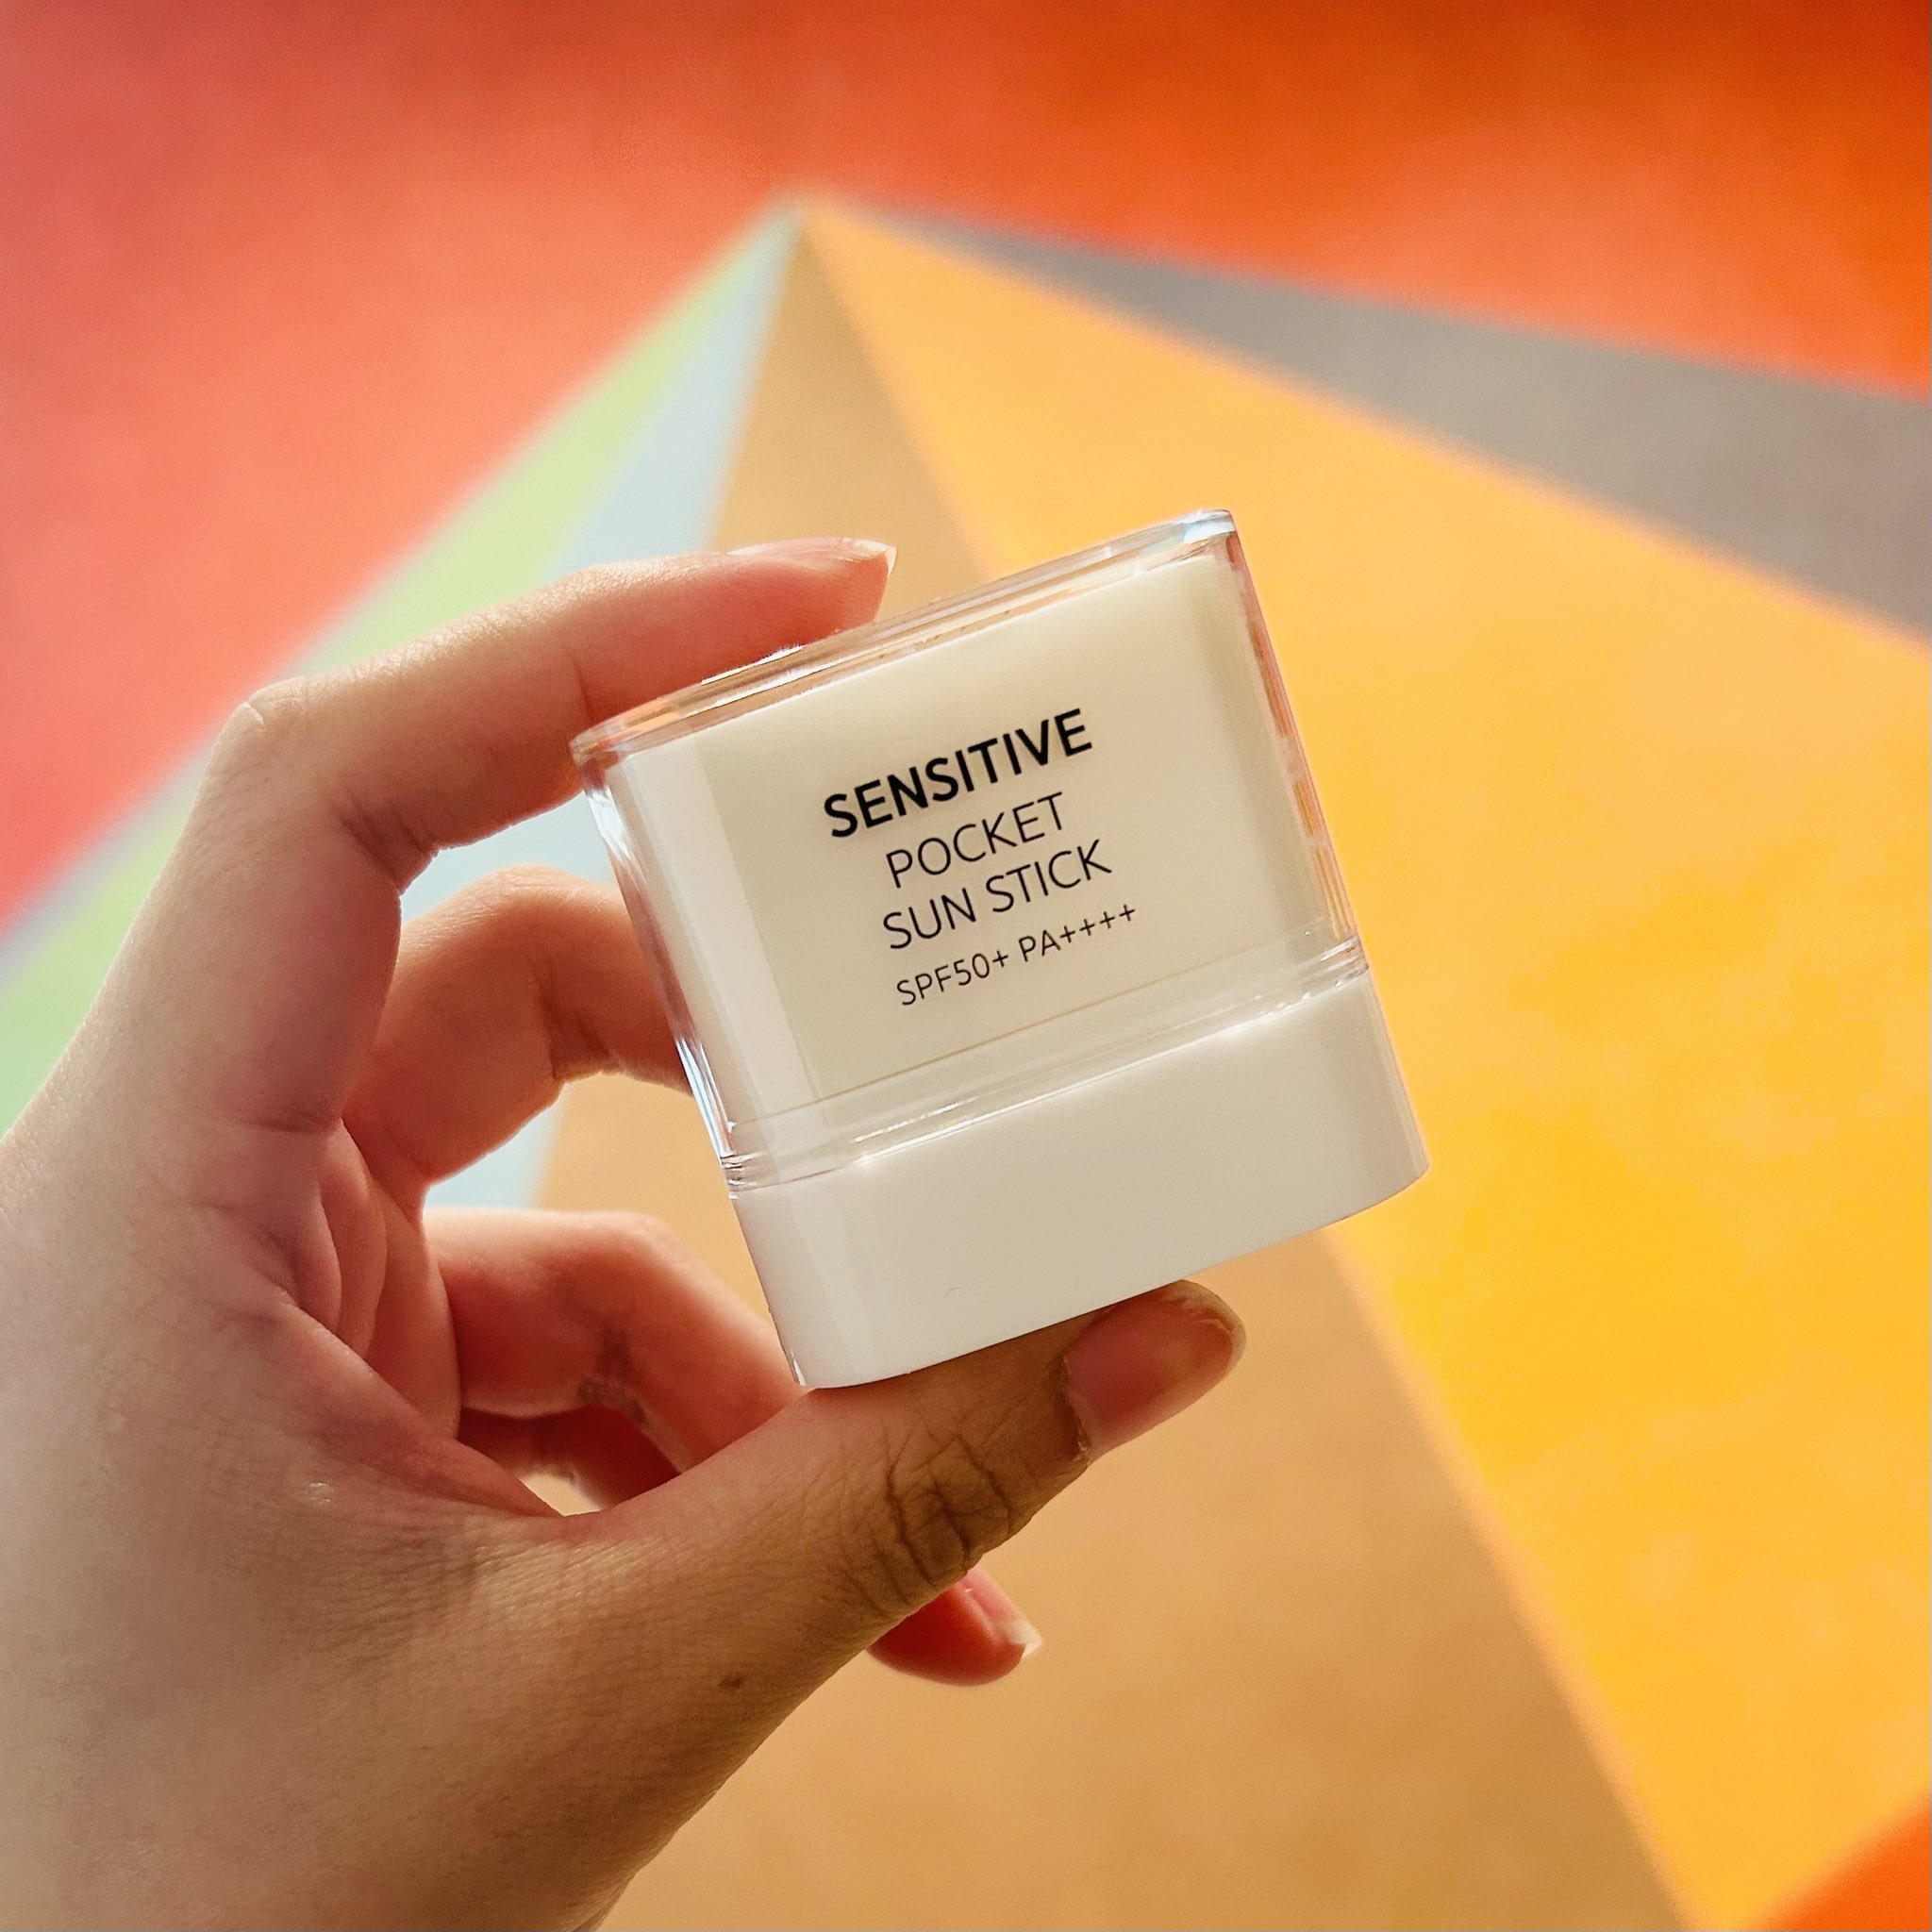 SENSITIVE
POCKET
SUN STICK
SPF50+ PA++++